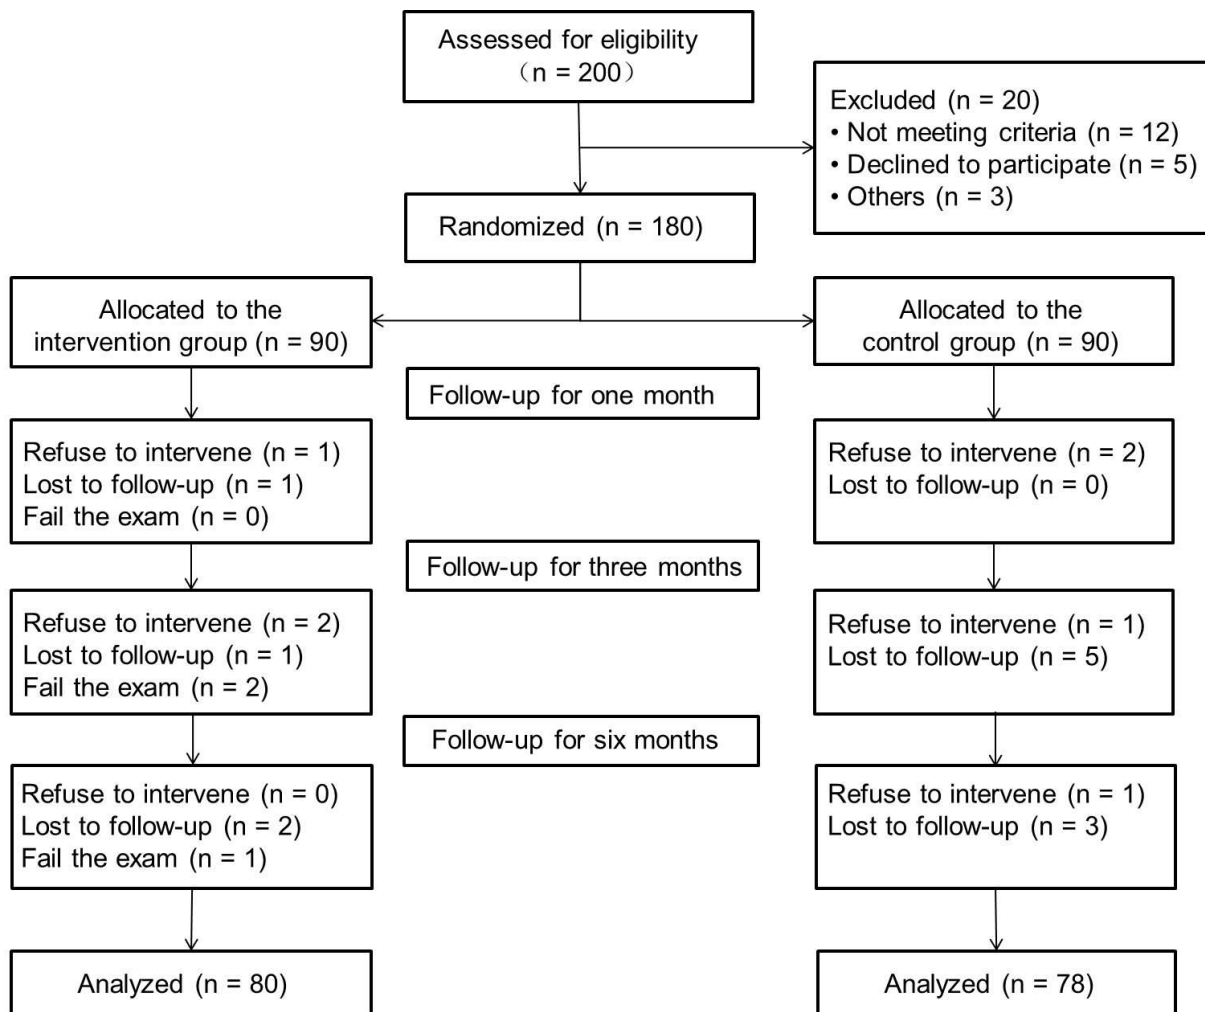 Assessed for eligibility
（n = 200）
Excluded (n = 20)
• Not meeting criteria (n = 12)
• Declined to participate (n = 5)
• Others (n = 3)
Randomized (n = 180)
Allocated to the
intervention group (n = 90)
Allocated to the
control group (n = 90)
Follow-up for one month
Refuse to intervene (n = 1)
Lost to follow-up (n = 1)
Fail the exam (n = 0)
Refuse to intervene (n = 2)
Lost to follow-up (n = 0)
Follow-up for three months
Refuse to intervene (n = 2)
Lost to follow-up (n = 1)
Fail the exam (n = 2)
Refuse to intervene (n = 1)
Lost to follow-up (n = 5)
Follow-up for six months
Refuse to intervene (n = 0)
Lost to follow-up (n = 2)
Fail the exam (n = 1)
Refuse to intervene (n = 1)
Lost to follow-up (n = 3)
Analyzed (n = 80)
Analyzed (n = 78)